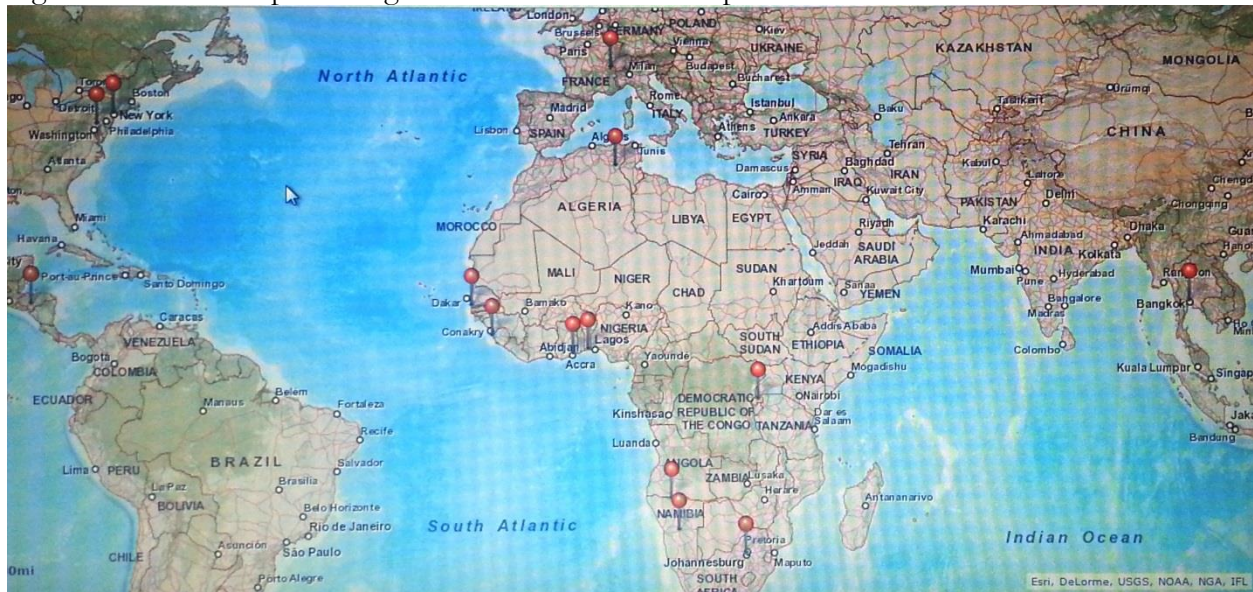 IRELAND
London
POLAND
Brussels
GERMANY
Kiev
Paris
Vienna
UKRAINE
KAZAKHSTAN
MONGOLIA
North Atlantic
Budapest
FRANCE
Milan
Bucharest
Ürümqi
Boston
Detroit
New York
Madrid
Rome
Istanbul
Baku
Tashkent
Philadelphia
Washington
Lisbon
SPAIN
ITALY
Ankara
Athens
TURKEY
CHINA
Tunis
Tehran
Atlanta
SYRIA
Baghdad
Kabul
Damascus
IRAN
Lahore
Amman
IRAQ
Kuwait City
Delhi
Chongqing
Cairo
PAKISTAN
ALGERIA
LIBYA
EGYPT
Karachi
Dhaka
Miami
MOROCCO
Riyadh
Ahmadabad
Havana
Jeddah
SAUDI
ARABIA
INDIA
Kolkata
MALI
NIGER
SUDAN
Mumbai
Hyderabad
Port-au-Prince
Santo Domingo
CHAD
Khartoum
Sanaa
YEMEN
Pune
Dakar
Bamako
Kano
Bangalore
Bangkok
Caracas
Conakry
NIGERIA
Addis Ababa
Madras
VENEZUELA
Abidjan
Lagos
SOUTH
SUDAN
ETHIOPIA
SOMALIA
Colombo
Bogotá
Accra
Yaoundé
Mogadishu
Kuala Lumpur
COLOMBIA
KENYA
ECUADOR
Belem
Manaus
Fortaleza
DEMOCRATIC
REPUBLIC OF
THE CONGO
Nairobi
Kinshasa
Dar es
Salaam
TANZANIA
Recife
Luanda
Bandung
Lima
PERU
BRAZIL
Salvador
ANGOLA
La Paz
Brasilia
ZAMBIA
Lusaka
Harare
Antananarivo
BOLIVIA
Belo Horizonte
NAMIBIA
South Atlantic
Rio de Janeiro
Indian Ocean
Pretoria
Asunción
São Paulo
CHILE
Johannesburg
Maputo
0mi
Porto Alegre
SOUTH
AFRICA
Esri, DeLorme, USGS, NOAA, NGA, IFL